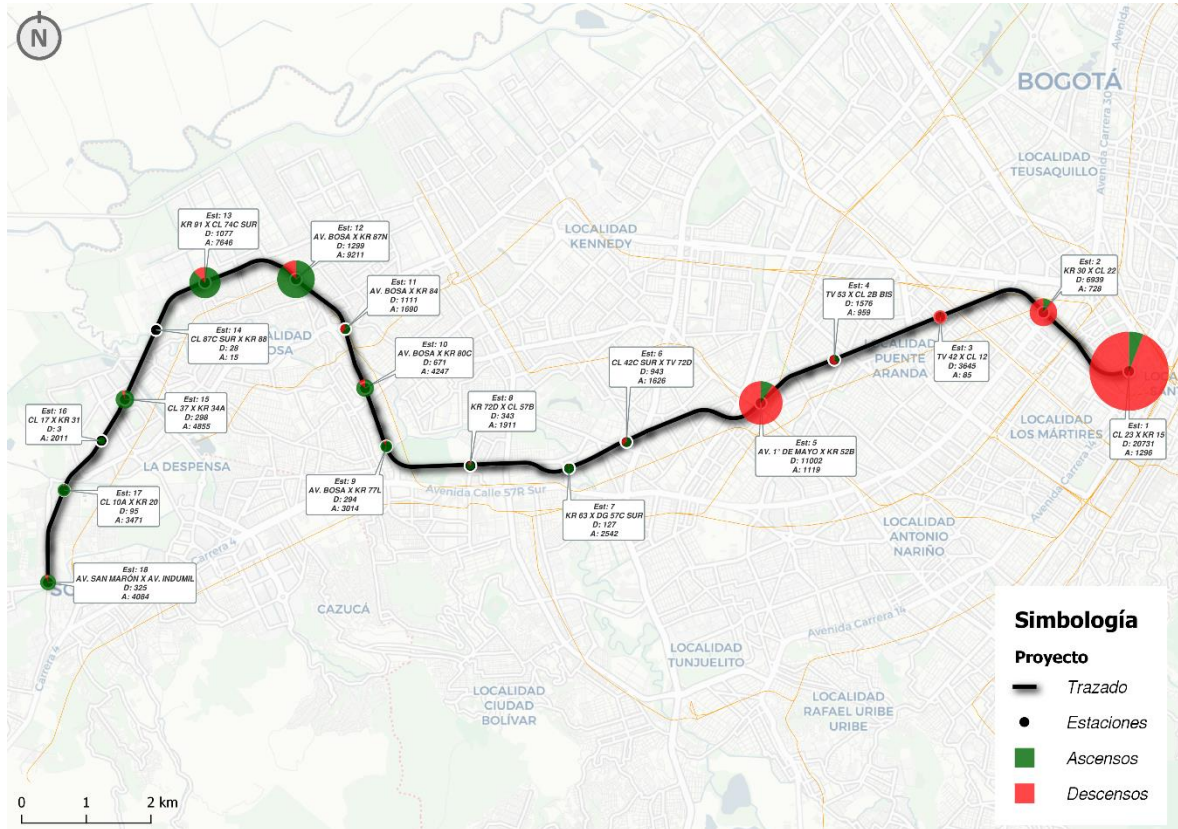 N
BOGOTÁ
Avenida
Avenida Carrera 30
LOCALIDAD
TEUSAQUILLO
LOCALIDAD
KENNEDY
Est: 13
KR 91 X CL 74C SUR
D: 1077
A: 7646
Est: 12
AV. BOSA X KR 87N
D: 1299
A: 9211
Est: 11
AV. BOSA X KR 84
D: 1111
A: 1690
Est: 2
KR 30 X CL 22
D: 6939
A: 728
Est: 4
TV 53 X CL 2B BIS
D: 1576
A: 959
Est: 14
CL 87C SUR X KR 88
D: 28
A: 15
Est: 10
AV. BOSA X KR 80C
D: 671
A: 4247
Est: 6
CL 42C SUR X TV 72D
D: 943
A: 1626
LOCALIDAD
PUENTE
ARANDA
Est: 3
TV 42 X CL 12
D: 3645
A: 85
Est: 15
CL 37 X KR 34A
D: 298
A: 4855
Est: 8
KR 72D X CL 57B
D: 343
A: 1911
Est: 16
CL 17 X KR 31
D: 3
A: 2011
LOCALIDAD
LOS MÁRTIRES
Est: 1
CL 23 X KR 15
D: 20731
A: 1296
Est: 5
AV. 1° DE MAYO X KR 52B
D: 11002
A: 1119
LA DESPENSA
Est: 9
AV. BOSA X KR 77L
D: 294
A: 3014
Avenida Calle 57R Sur
Est: 17
CL 10A X KR 20
D: 95
A: 3471
Est: 7
KR 63 X DG 57C SUR
D: 127
A: 2542
LOCALIDAD
ANTONIO
NARIÑO
Carrera 4
Est: 18
AV. SAN MARÓN X AV. INDUMIL
D: 325
A: 4084
CAZUCÁ
Avenida Carrera 14
Carrera 4
LOCALIDAD
TUNJUELITO
LOCALIDAD
CIUDAD
BOLÍVAR
LOCALIDAD
RAFAEL URIBE
URIBE
Simbología
Proyecto
Trazado
Estaciones
Ascensos
Descensos
0 1 2 km